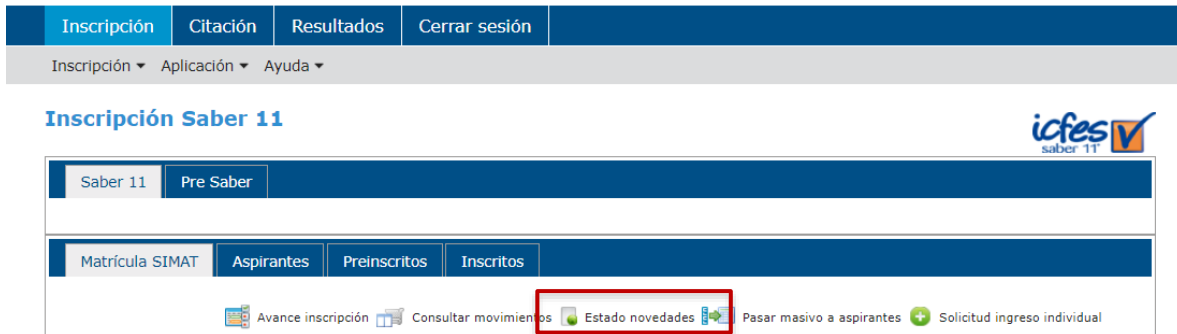 Inscripción Citación Resultados Cerrar sesión
Inscripción Aplicación Ayuda
Inscripción Saber 11
icfes
saber 11°
Saber 11 Pre Saber
Matrícula SIMAT Aspirantes Preinscritos Inscritos
Avance inscripción Consultar movimientos Estado novedades Pasar masivo a aspirantes Solicitud ingreso individual